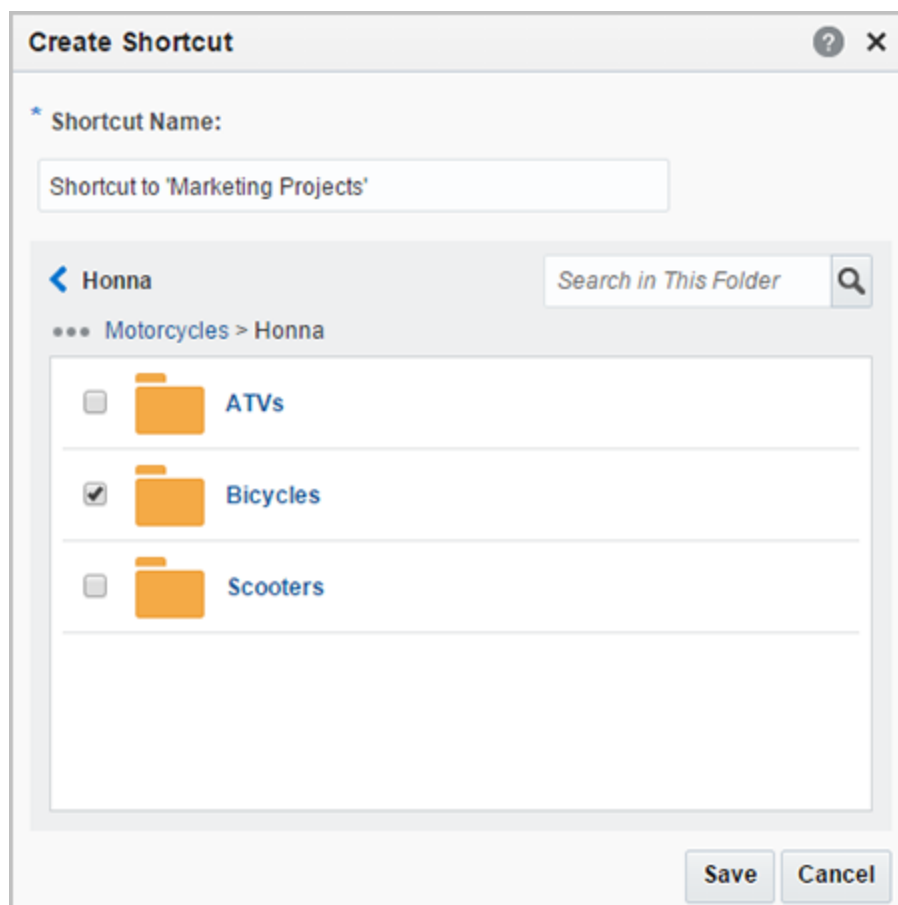 Create Shortcut ? ×
* Shortcut Name:
Shortcut to 'Marketing Projects'
Honna Search in This Folder
••• Motorcycles > Honna
ATVs
Bicycles
Scooters
Save Cancel